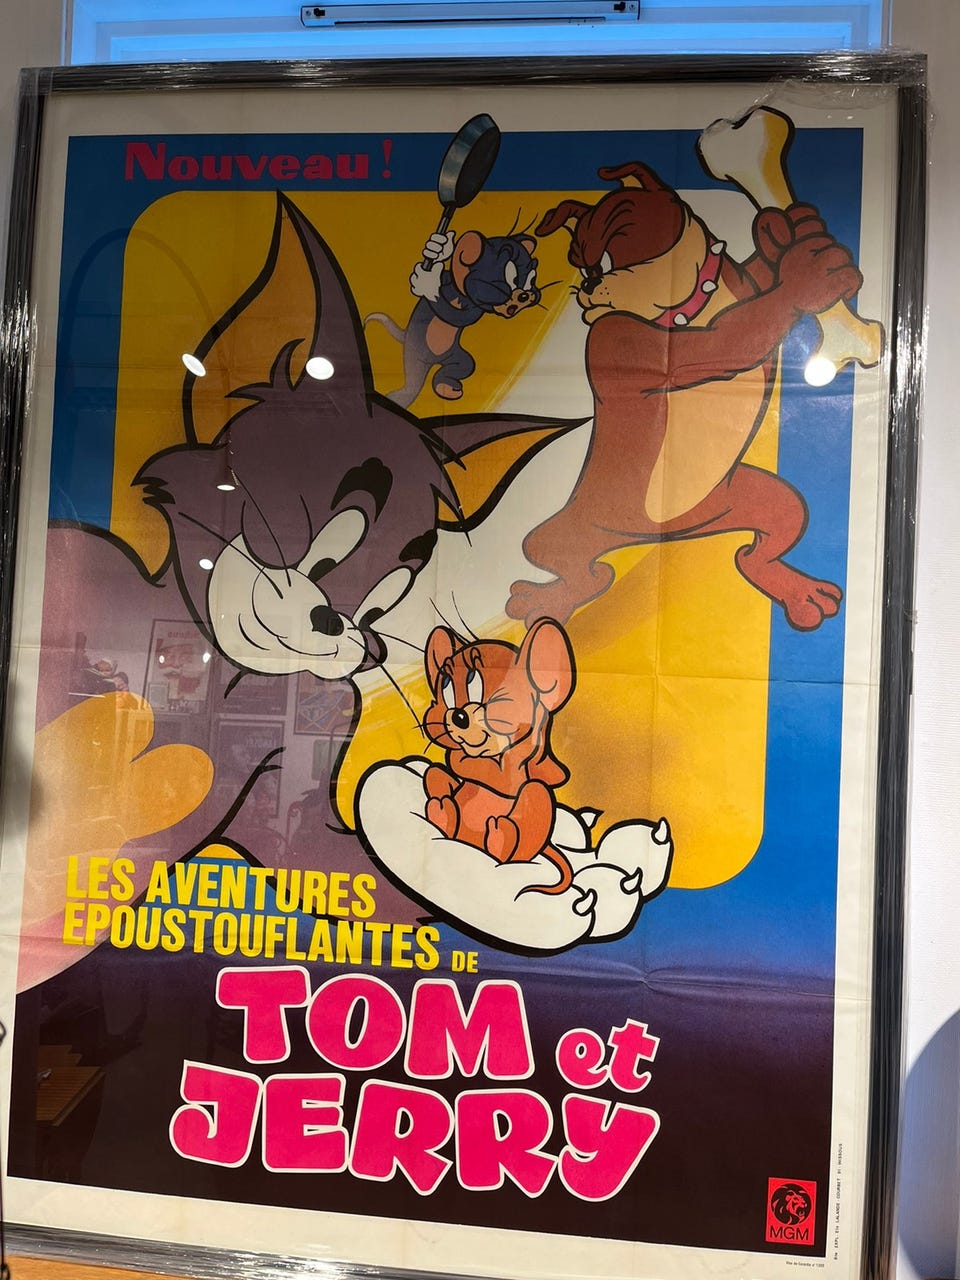 Nouveau!
LES AVENTURES
EPOUSTOUFLANTES DE
TOM et
JERRY
MGM